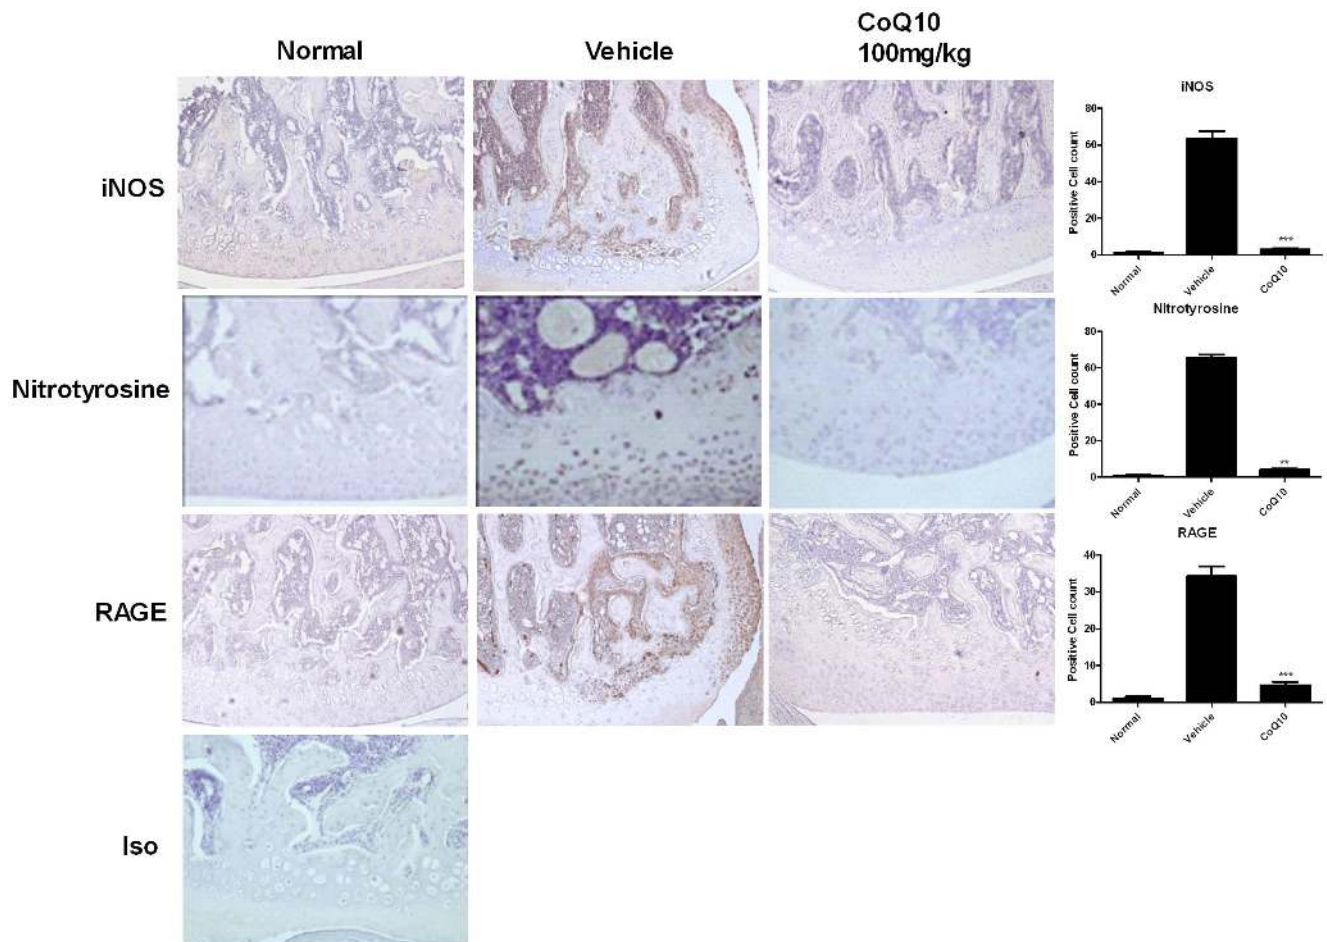 Normal
Vehicle
CoQ10
100mg/kg
iNOS
iNOS
Positive Cell count
80
60
40
20
0
***
Normal
Vehicle
CoQ10
Nitrotyrosine
Nitrotyrosine
Positive Cell count
80
60
40
20
0
**
Normal
Vehicle
CoQ10
RAGE
RAGE
Positive Cell count
40
30
20
10
0
***
Normal
Vehicle
CoQ10
Iso